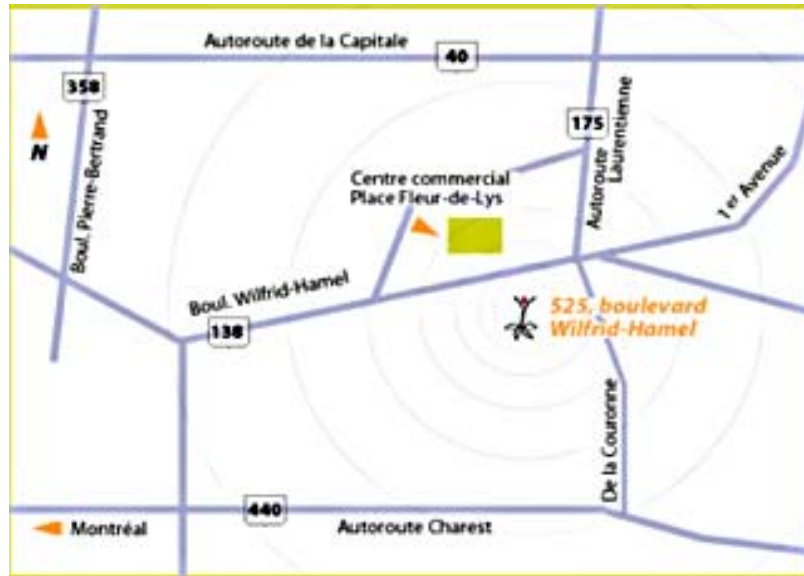 Autoroute de la Capitale
40
358
175
N
Boul. Pierre-Bertrand
Autoroute
Laurentienne
1er Avenue
Centre commercial
Place Fleur-de-Lys
Boul. Wilfrid-Hamel
138
525, boulevard
Wilfrid-Hamel
De la Couronne
440
Montréal
Autoroute Charest